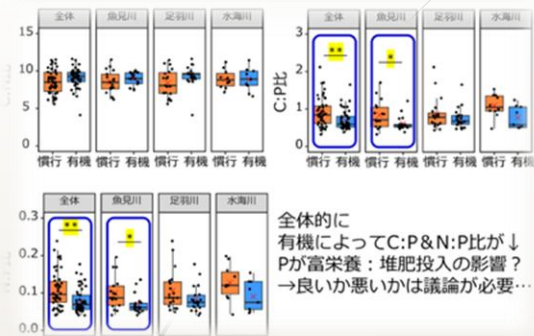 全体 魚見川 足羽川 水海川
15
10
5
0
慣行 有機 慣行 有機 慣行 有機 慣行 有機
全体 魚見川 足羽川 水海川
C:P比
3
2
1
0
** *
慣行 有機 慣行 有機 慣行 有機 慣行 有機
全体 魚見川 足羽川 水海川
N:P比
0.3
0.2
0.1
0.0
** *
全体的に
有機によってC:P&N:P比が↓
Pが富栄養：堆肥投入の影響？
→良いか悪いかは議論が必要…